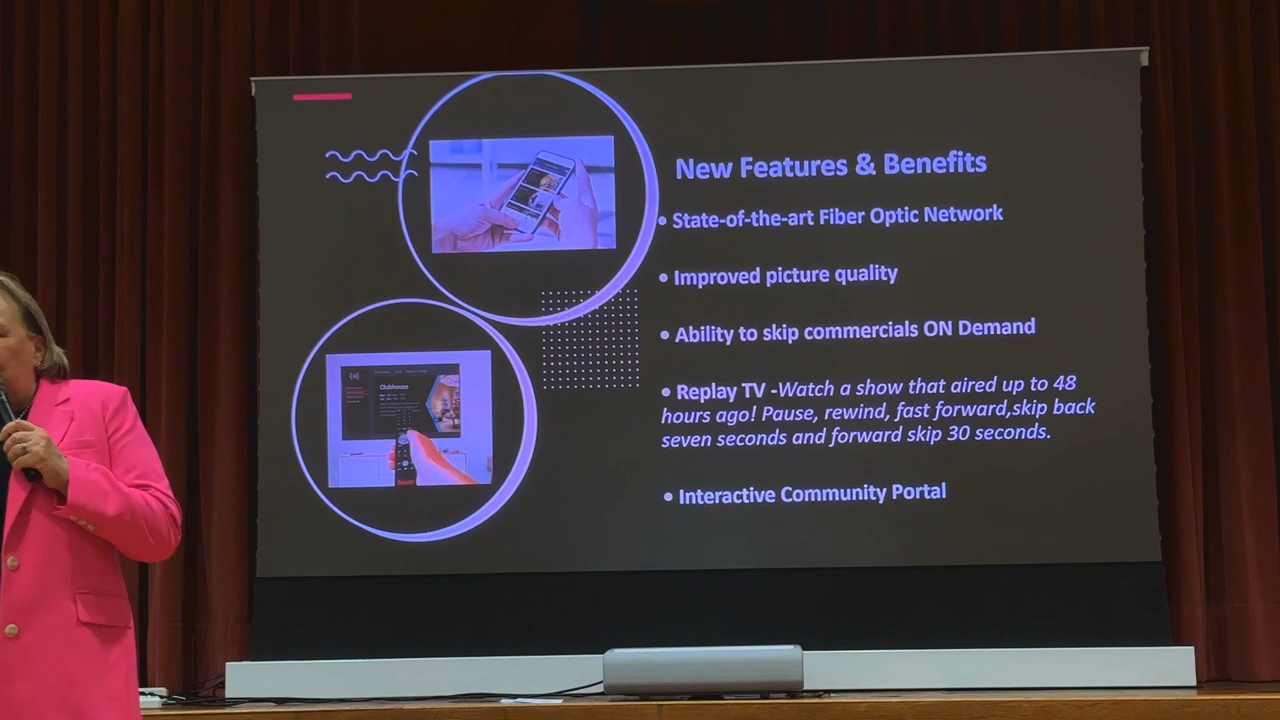 New Features & Benefits
• State-of-the-art Fiber Optic Network
• Improved picture quality
• Ability to skip commercials ON Demand
• Replay TV -Watch a show that aired up to 48
hours ago! Pause, rewind, fast forward,skip back
seven seconds and forward skip 30 seconds.
• Interactive Community Portal
Clubhouse